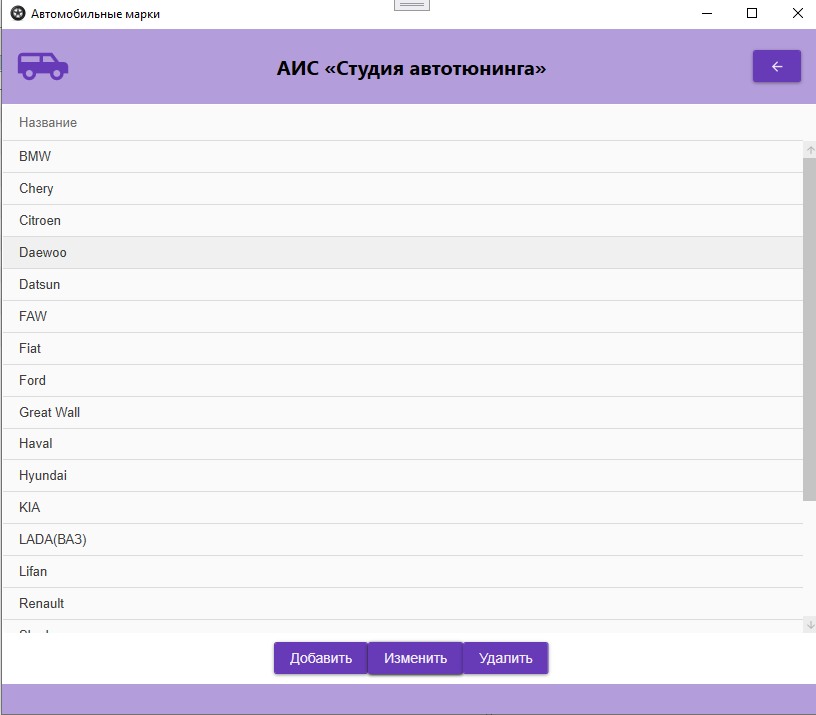 Автомобильные марки
АИС «Студия автотюнинга»
Название
BMW
Chery
Citroen
Daewoo
Datsun
FAW
Fiat
Ford
Great Wall
Haval
Hyundai
KIA
LADA(ВАЗ)
Lifan
Renault
Добавить Изменить Удалить